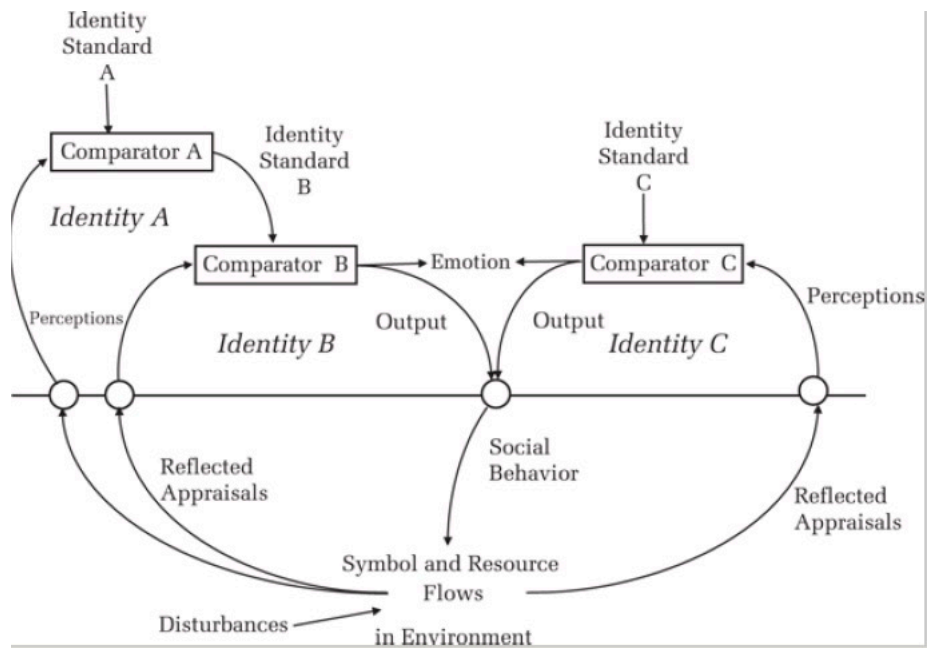 Identity
Standard
A
Comparator A
Identity
Standard
B
Identity
Standard
C
Identity A
Comparator B
Emotion
Comparator C
Perceptions
Perceptions
Output
Output
Identity B
Identity C
Reflected
Appraisals
Social
Behavior
Reflected
Appraisals
Symbol and Resource
Flows
Disturbances
in Environment